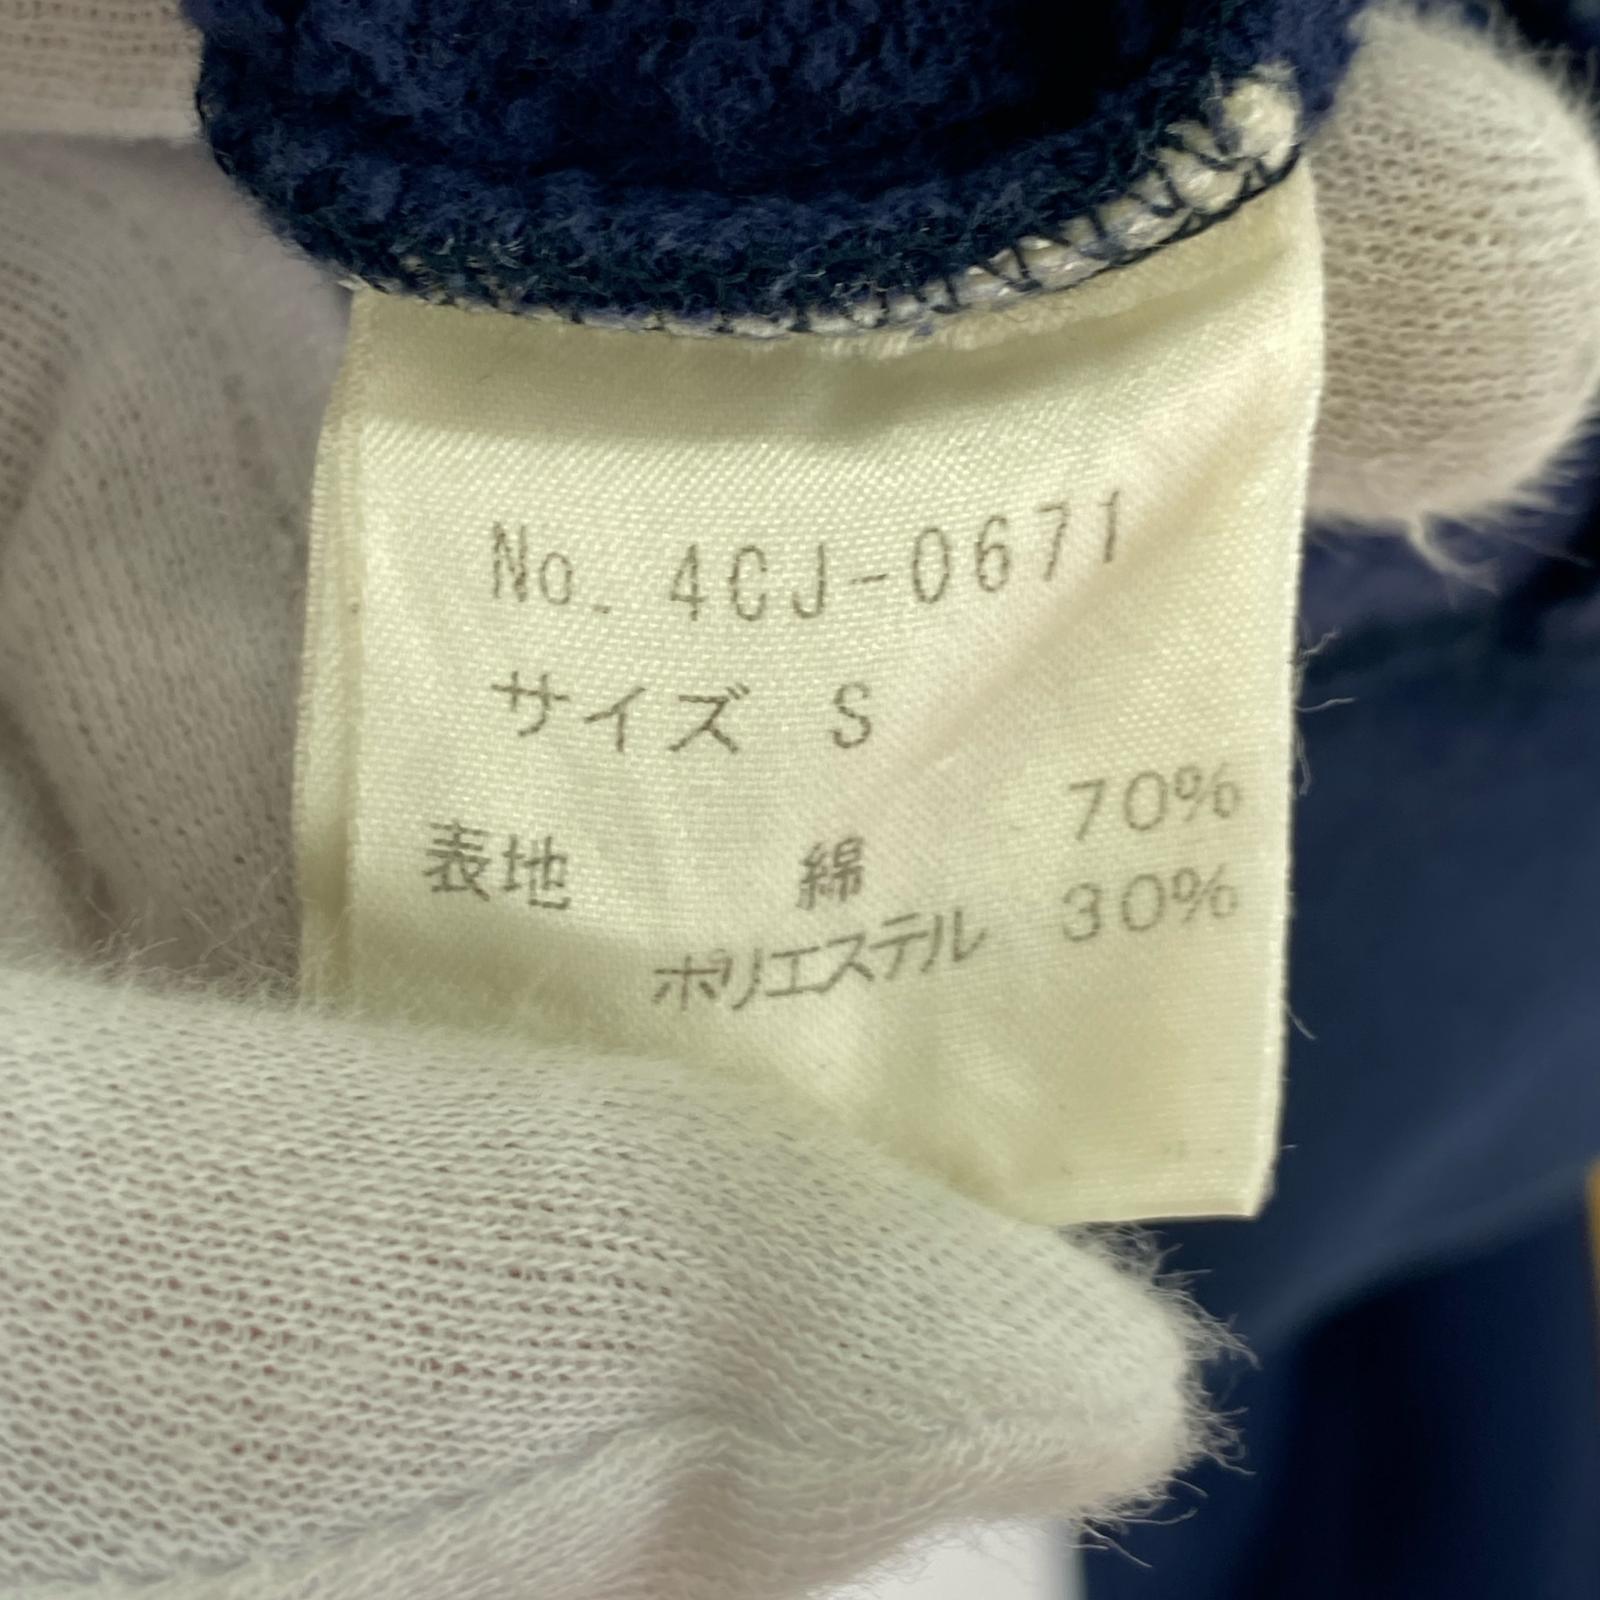 No. 4CJ-0671
サイズ S
表地 綿 70%
ポリエステル 30%